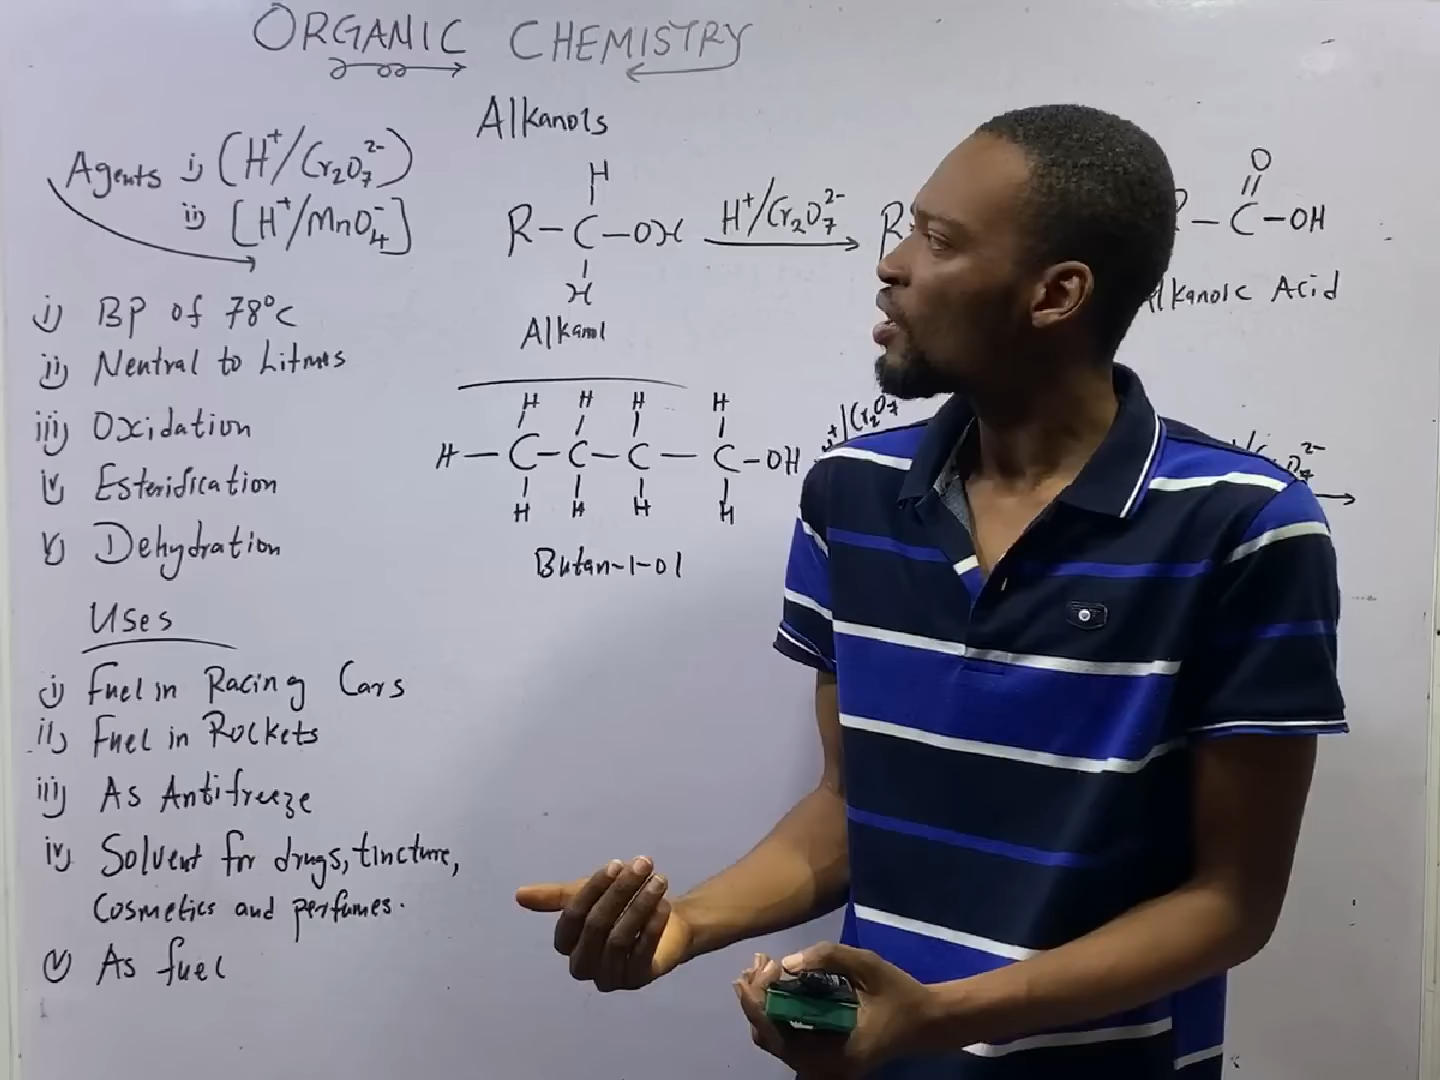 ORGANIC CHEMISTRY
Alkanols
Agents i) (H⁺/Cr₂O₇²⁻)
ii) [H⁺/MnO₄⁻]
H
R–C–OH
H
Alkanol
H⁺/Cr₂O₇²⁻
R
O
–C–OH
Alkanoic Acid
i) BP of 78°c
ii) Neutral to Litmus
iii) Oxidation
iv) Esterification
v) Dehydration
H H H H
H–C–C–C–C–OH
H H H H
Butan-1-ol
H⁺/Cr₂O₇
Uses
i) Fuel in Racing Cars
ii) Fuel in Rockets
iii) As Antifreeze
iv) Solvent for drugs, tincture,
Cosmetics and perfumes.
v) As fuel